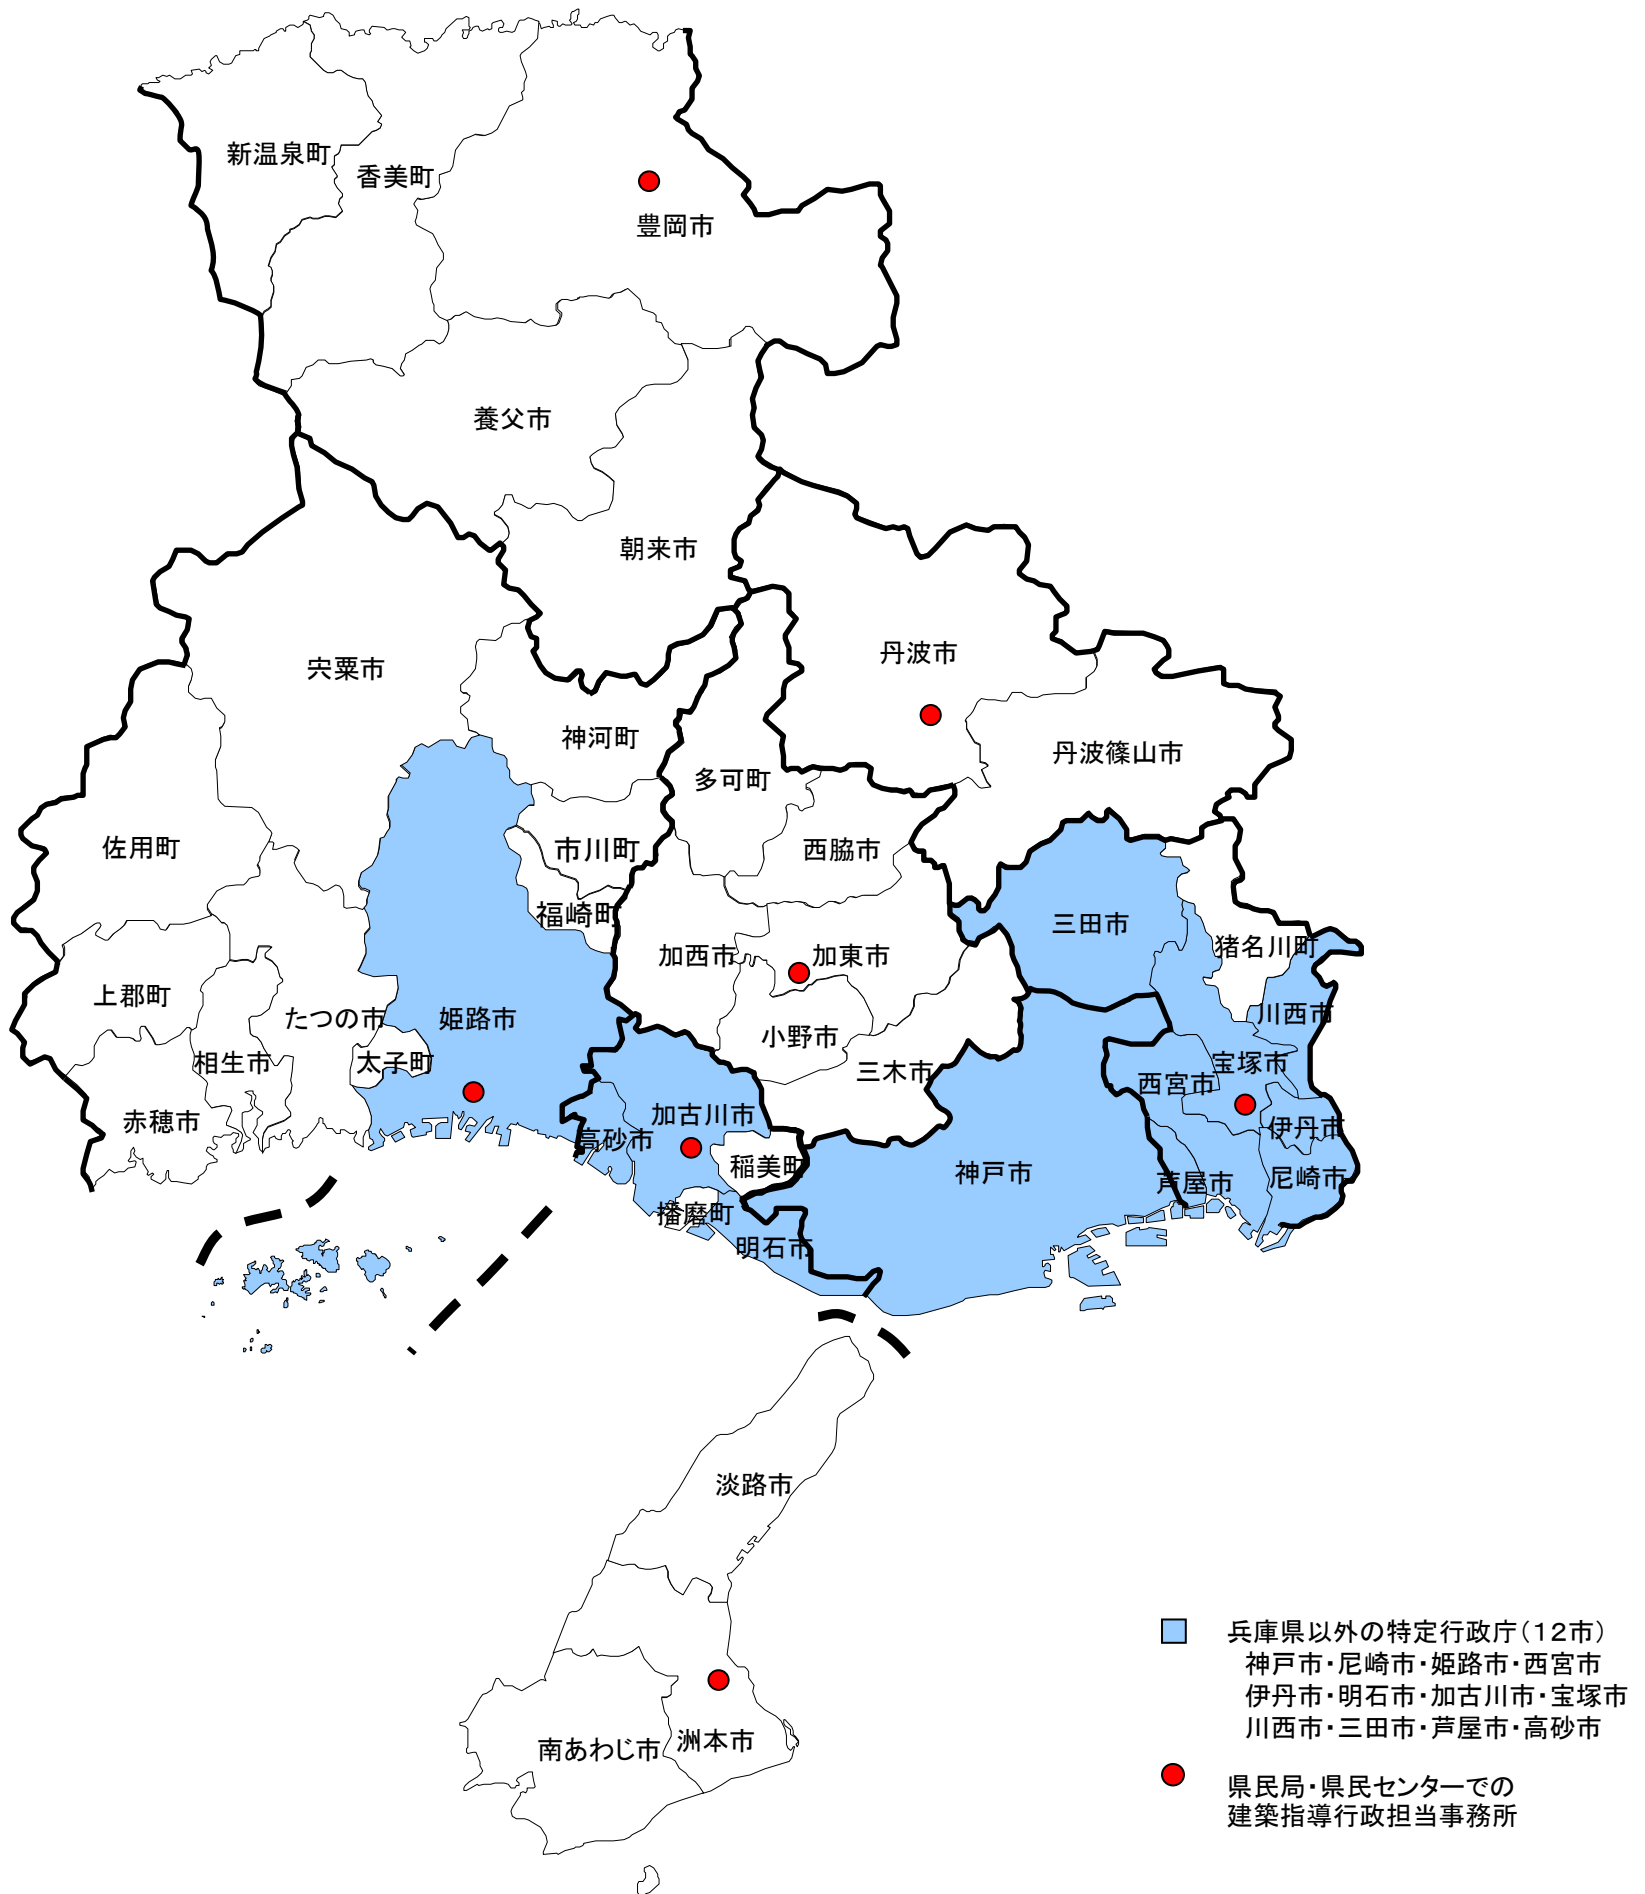 新温泉町
香美町
豊岡市
養父市
朝来市
丹波市
宍粟市
神河町
丹波篠山市
多可町
佐用町
市川町
西脇市
福崎町
三田市
加西市
加東市
猪名川町
上郡町
たつの市
姫路市
川西市
相生市
太子町
小野市
三木市
宝塚市
西宮市
赤穂市
加古川市
高砂市
伊丹市
稲美町
神戸市
芦屋市
尼崎市
播磨町
明石市
淡路市
洲本市
南あわじ市
兵庫県以外の特定行政庁(12市)
神戸市・尼崎市・姫路市・西宮市
伊丹市・明石市・加古川市・宝塚市
川西市・三田市・芦屋市・高砂市
県民局・県民センターでの
建築指導行政担当事務所